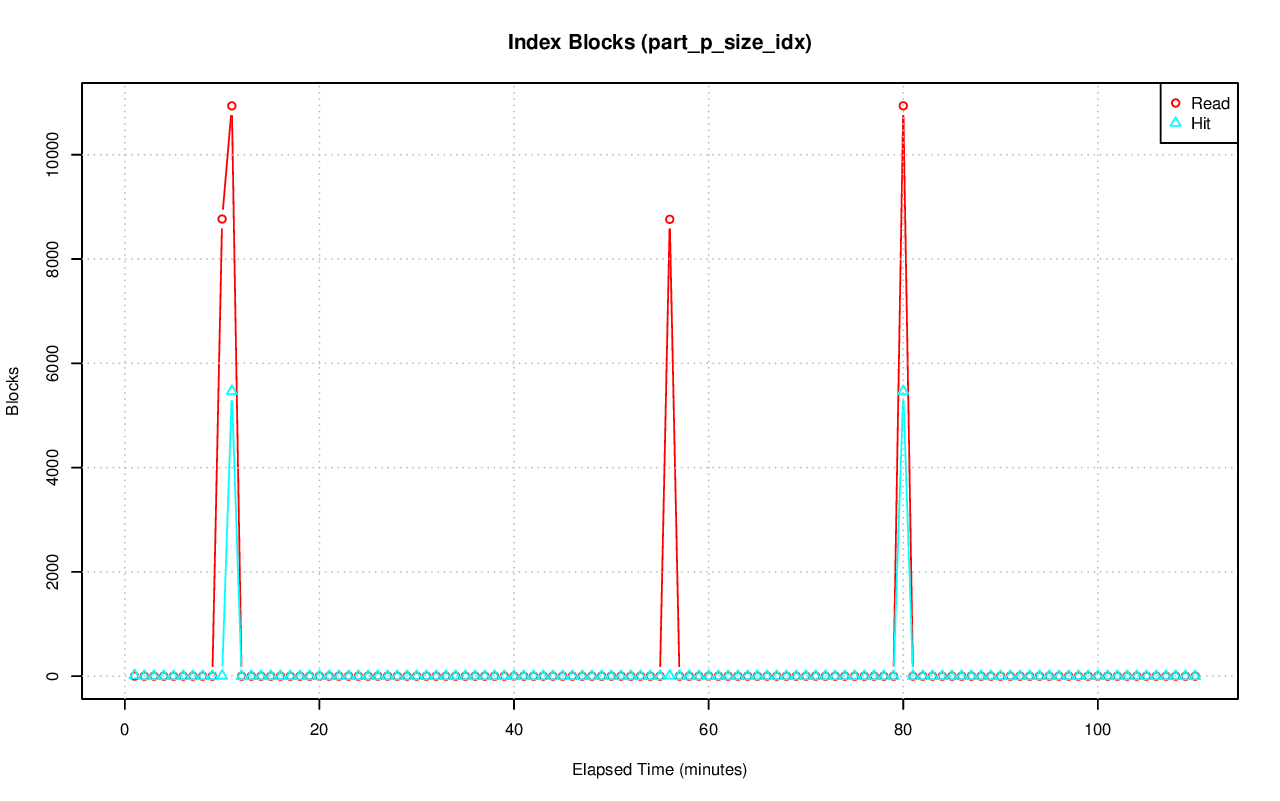 Index Blocks (part_p_size_idx)
Read
Hit
Blocks
10000
8000
6000
4000
2000
0
0 20 40 60 80 100
Elapsed Time (minutes)